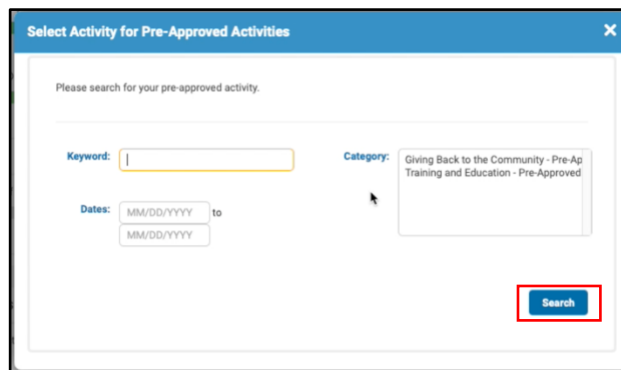 Select Activity for Pre-Approved Activities
Please search for your pre-approved activity.
Keyword:
Category:
Giving Back to the Community - Pre-Ap
Training and Education - Pre-Approved
Dates:
MM/DD/YYYY to
MM/DD/YYYY
Search